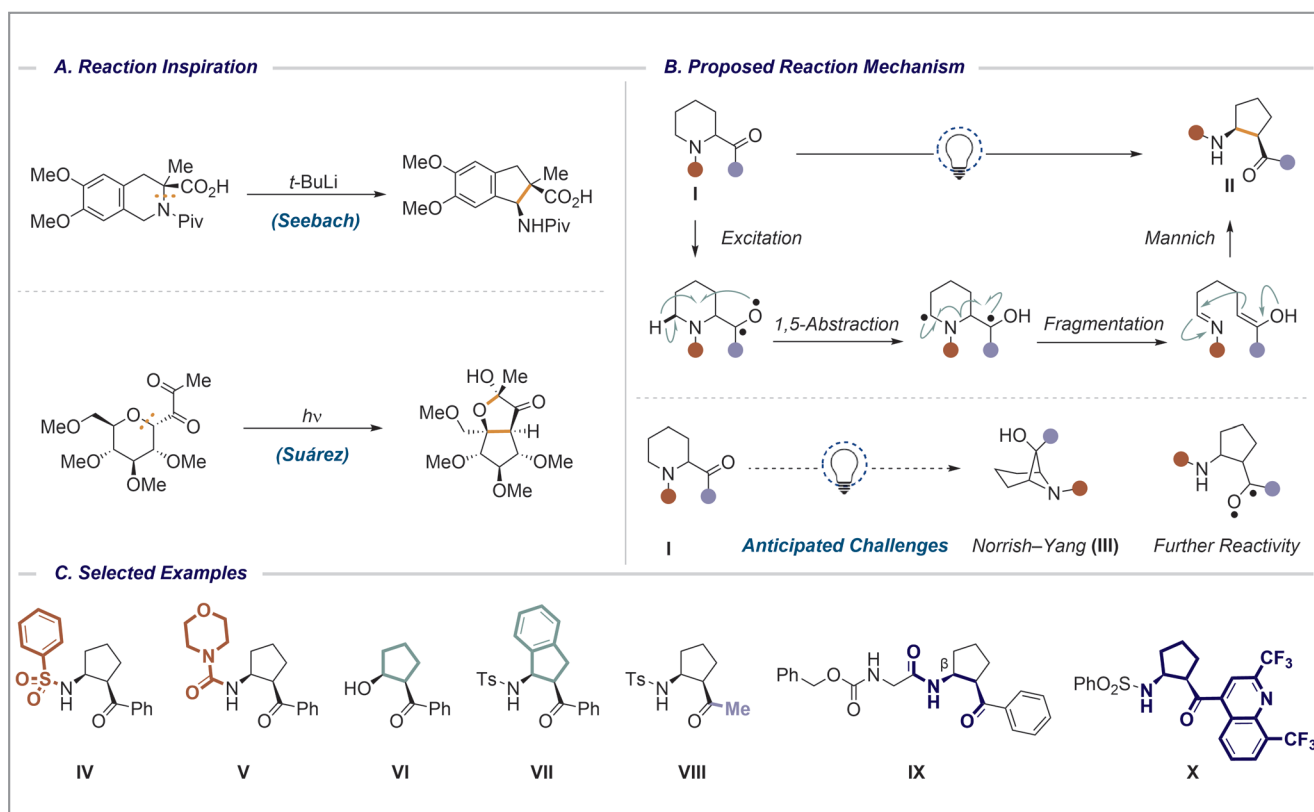 A. Reaction Inspiration
MeO
MeO
Me
CO2H
N
Piv
t-BuLi
(Seebach)
MeO
MeO
Me
CO2H
NHPiv
O
Me
O
O
MeO
MeO
OMe
OMe
hν
(Suárez)
HO
Me
O
O
MeO
H
MeO
OMe
OMe
B. Proposed Reaction Mechanism
N
O
I
N
H
O
II
Excitation
Mannich
H
N
O
1,5-Abstraction
N
OH
Fragmentation
N
OH
N
O
I
Anticipated Challenges
HO
N
Norrish–Yang (III)
N
H
O
Further Reactivity
C. Selected Examples
O
S
O
N
H
O
Ph
IV
O
N
O
N
H
O
Ph
V
HO
O
Ph
VI
Ts
N
H
O
Ph
VII
Ts
N
H
O
Me
VIII
Ph
O
O
H
N
O
N
H
β
O
IX
PhO2S
N
H
O
CF3
N
CF3
X